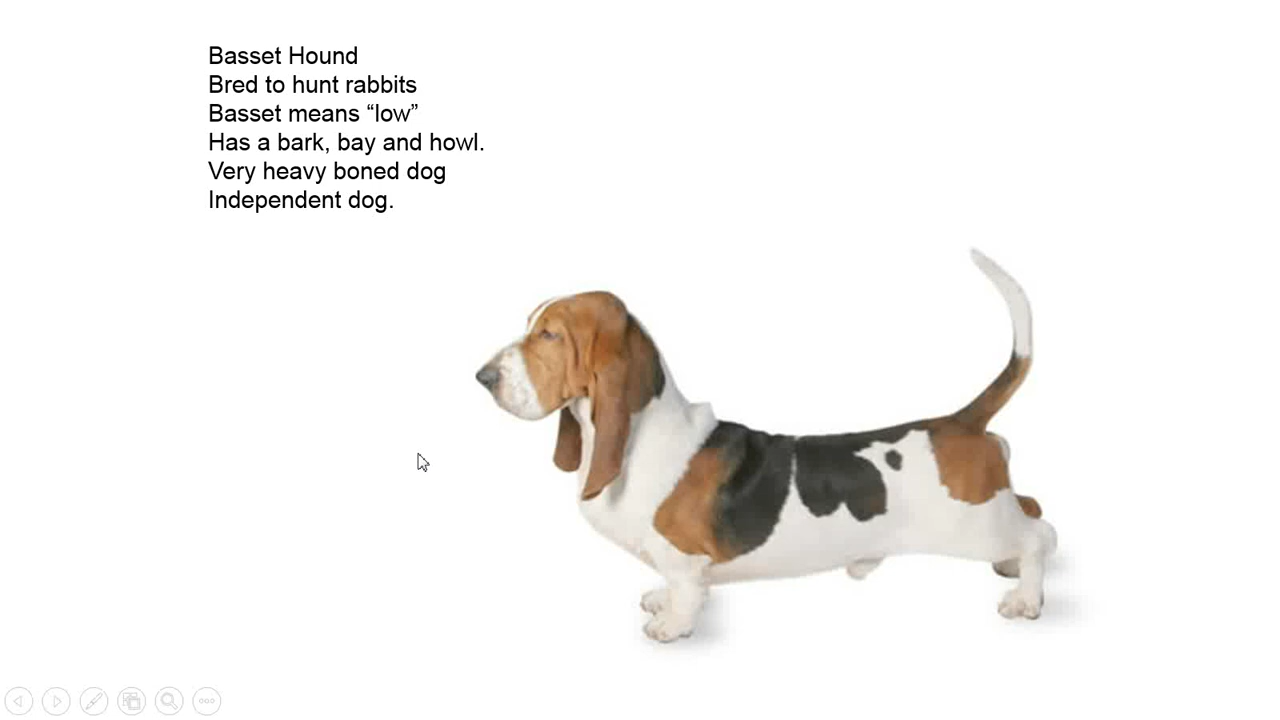 Basset Hound
Bred to hunt rabbits
Basset means “low”
Has a bark, bay and howl.
Very heavy boned dog
Independent dog.